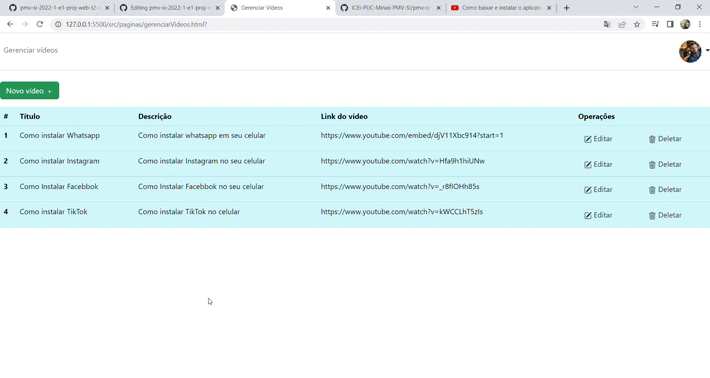 pmv-si-2022-1-e1-proj-web-t2-
Editing pmv-si-2022-1-e1-proj-w
Gerenciar Vídeos
ICEI-PUC-Minas-PMV-SI/pmv-si-
Como baixar e instalar o aplicativ
127.0.0.1:5500/src/paginas/gerenciarVideos.html?
Gerenciar vídeos
Novo vídeo +
# Título Descrição Link do vídeo Operações
1 Como instalar Whatsapp Como instalar whatsapp em seu celular https://www.youtube.com/embed/djV11Xbc914?start=1 Editar Deletar
2 Como instalar Instagram Como instalar Instagram no seu celular https://www.youtube.com/watch?v=Hfa9h1hiUNw Editar Deletar
3 Como Instalar Facebbok Como Instalar Facebbok no seu celular https://www.youtube.com/watch?v=_r8fIOHh85s Editar Deletar
4 Como instalar TikTok Como instalar TikTok no celular https://www.youtube.com/watch?v=kWCCLhT5zIs Editar Deletar